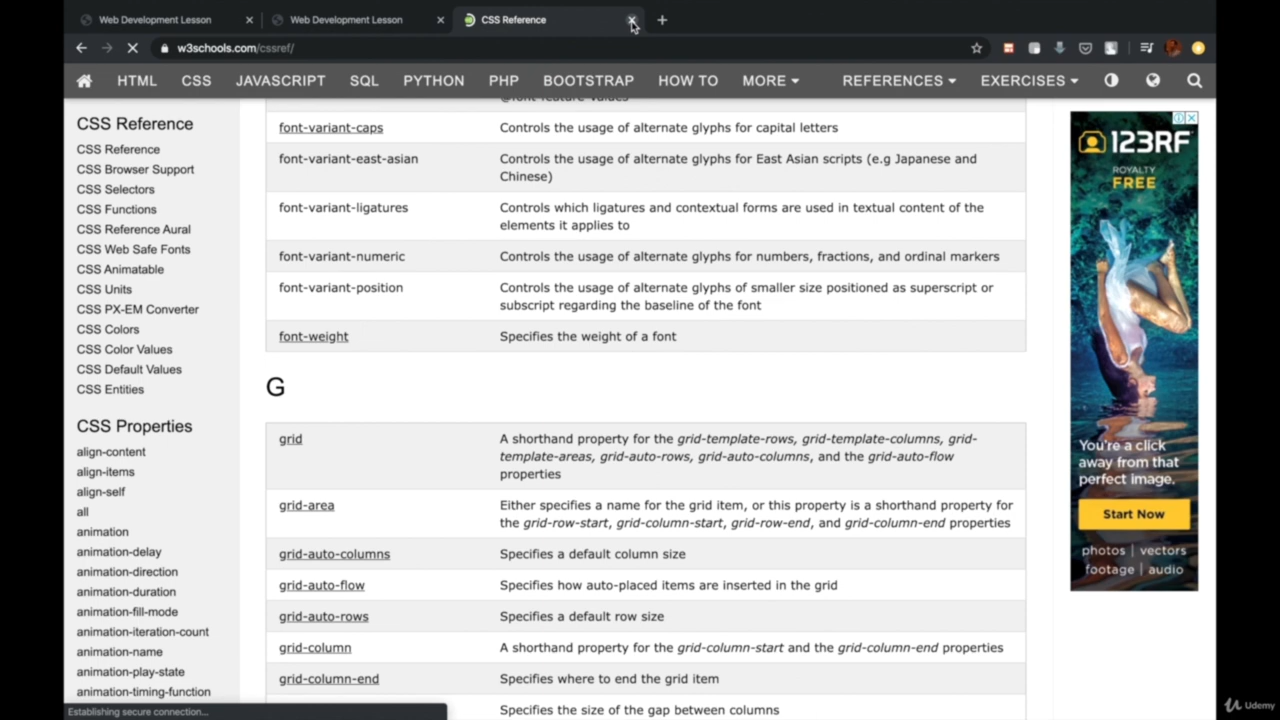 Web Development Lesson
Web Development Lesson
CSS Reference
w3schools.com/cssref/
HTML CSS JAVASCRIPT SQL PYTHON PHP BOOTSTRAP HOW TO MORE REFERENCES EXERCISES
CSS Reference
CSS Reference
CSS Browser Support
CSS Selectors
CSS Functions
CSS Reference Aural
CSS Web Safe Fonts
CSS Animatable
CSS Units
CSS PX-EM Converter
CSS Colors
CSS Color Values
CSS Default Values
CSS Entities
CSS Properties
align-content
align-items
align-self
all
animation
animation-delay
animation-direction
animation-duration
animation-fill-mode
animation-iteration-count
animation-name
animation-play-state
animation-timing-function
Establishing secure connection...
@font-feature-values
font-variant-caps Controls the usage of alternate glyphs for capital letters
font-variant-east-asian Controls the usage of alternate glyphs for East Asian scripts (e.g Japanese and
Chinese)
font-variant-ligatures Controls which ligatures and contextual forms are used in textual content of the
elements it applies to
font-variant-numeric Controls the usage of alternate glyphs for numbers, fractions, and ordinal markers
font-variant-position Controls the usage of alternate glyphs of smaller size positioned as superscript or
subscript regarding the baseline of the font
font-weight Specifies the weight of a font
G
grid A shorthand property for the grid-template-rows, grid-template-columns, grid-
template-areas, grid-auto-rows, grid-auto-columns, and the grid-auto-flow
properties
grid-area Either specifies a name for the grid item, or this property is a shorthand property for
the grid-row-start, grid-column-start, grid-row-end, and grid-column-end properties
grid-auto-columns Specifies a default column size
grid-auto-flow Specifies how auto-placed items are inserted in the grid
grid-auto-rows Specifies a default row size
grid-column A shorthand property for the grid-column-start and the grid-column-end properties
grid-column-end Specifies where to end the grid item
Specifies the size of the gap between columns
123RF
ROYALTY
FREE
You're a click
away from that
perfect image.
Start Now
photos | vectors
footage | audio
Udemy